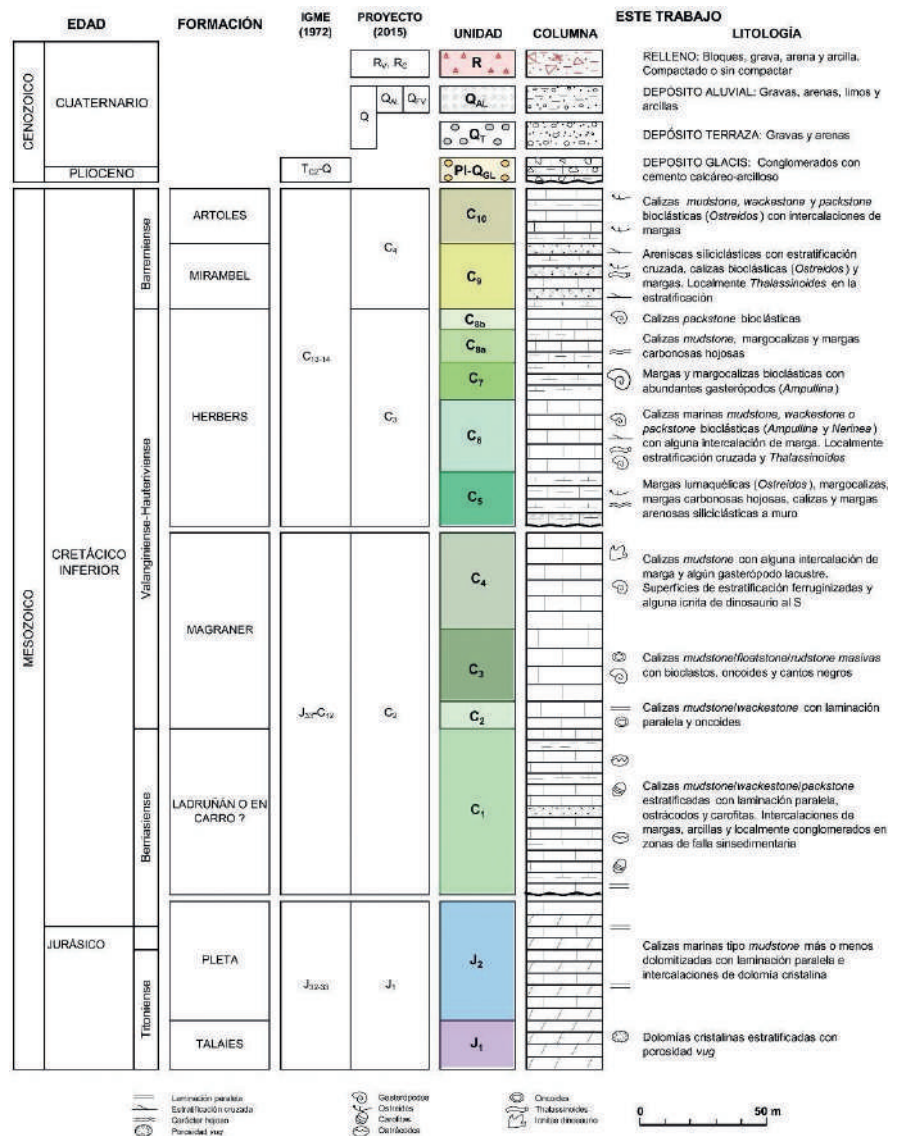 EDAD
FORMACIÓN
IGME
(1972)
PROYECTO
(2015)
ESTE TRABAJO
UNIDAD
COLUMNA
LITOLOGÍA
CENOZOICO
CUATERNARIO
PLIOCENO
R
RELLENO: Bloques, grava, arena y arcilla.
Compactado o sin compactar
Q
Q_AL
Q_FV
Q_AL
DEPÓSITO ALUVIAL: Gravas, arenas, limos y
arcillas
Q_T
DEPÓSITO TERRAZA: Gravas y arenas
PI-Q_GL
DEPOSITO GLACIS: Conglomerados con
cemento calcáreo-arcilloso
MESOZOICO
CRETÁCICO
INFERIOR
JURÁSICO
Barremiense
Valanginiense-Hauteriviense
Berriasiense
Titoniense
ARTOLES
C4
C10
Calizas mudstone, wackestone y packstone
bioclásticas (Ostreidos) con intercalaciones de
margas
MIRAMBEL
C9
Areniscas siliciclásticas con estratificación
cruzada, calizas bioclásticas (Ostreidos) y
margas. Localmente Thalassinoides en la
estratificación
HERBERS
C13-14
C3
C8b
Calizas packstone bioclásticas
C8a
Calizas mudstone, margocalizas y margas
carbonosas hojosas
C7
Margas y margocalizas bioclásticas con
abundantes gasterópodos (Ampullina)
C6
Calizas marinas mudstone, wackestone o
packstone bioclásticas (Ampullina y Nerinea)
con alguna intercalación de marga. Localmente
estratificación cruzada y Thalassinoides
C5
Margas lumaquélicas (Ostreidos), margocalizas,
margas carbonosas hojosas, calizas y margas
arenosas siliciclásticas a muro
MAGRANER
C2
C4
Calizas mudstone con alguna intercalación de
marga y algún gasterópodo lacustre.
Superficies de estratificación ferruginizadas y
alguna icnita de dinosaurio al S
C3
Calizas mudstone/floatstone/rudstone masivas
con bioclastos, oncoides y cantos negros
C2
Calizas mudstone/wackestone con laminación
paralela y oncoides
LADRUÑÁN O EN
CARRO ?
C1
Calizas mudstone/wackestone/packstone
estratificadas con laminación paralela,
ostrácodos y carofitas. Intercalaciones de
margas, arcillas y localmente conglomerados en
zonas de falla sinsedimentaria
PLETA
J32-33
J1
J2
Calizas marinas tipo mudstone más o menos
dolomitizadas con laminación paralela e
intercalaciones de dolomía cristalina
TALAIES
J1
Dolomías cristalinas estratificadas con
porosidad vug
Laminación paralela
Estratificación cruzada
Carácter hojoso
Porosidad vug
Gasterópodos
Ostreidos
Carofitas
Ostrácodos
Oncoides
Thalassinoides
Icnitas dinosaurio
0
50 m